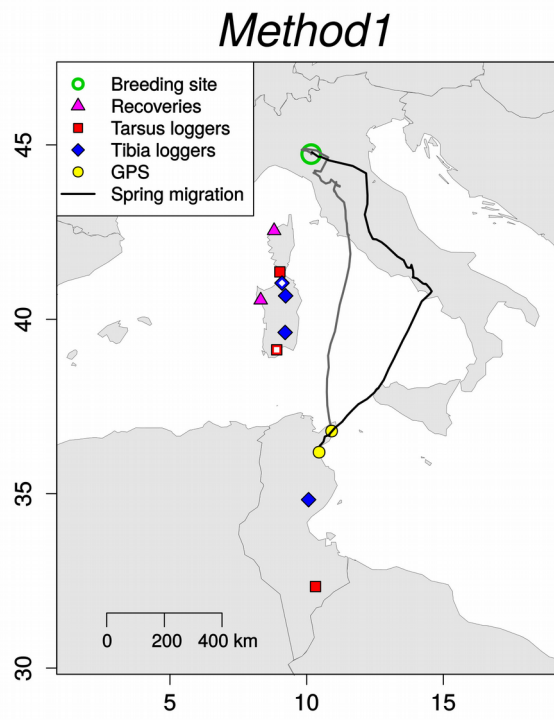 Method1
Breeding site
Recoveries
Tarsus loggers
Tibia loggers
GPS
Spring migration
45
40
35
30
0 200 400 km
5 10 15